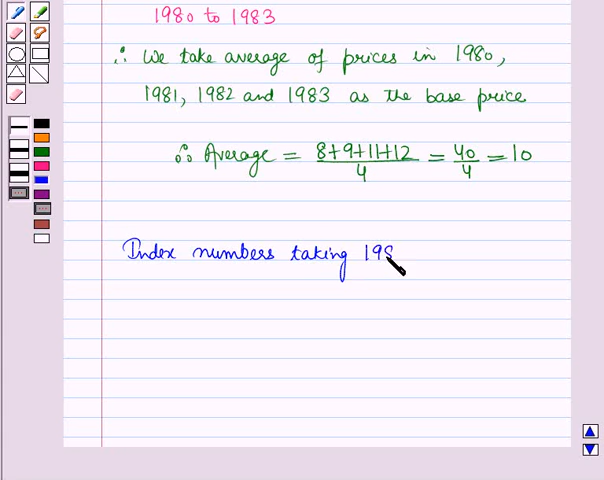 1980 to 1983
∴ We take average of prices in 1980,
1981, 1982 and 1983 as the base price
∴ Average = 8+9+11+12/4 = 40/4 = 10
Index numbers taking 198